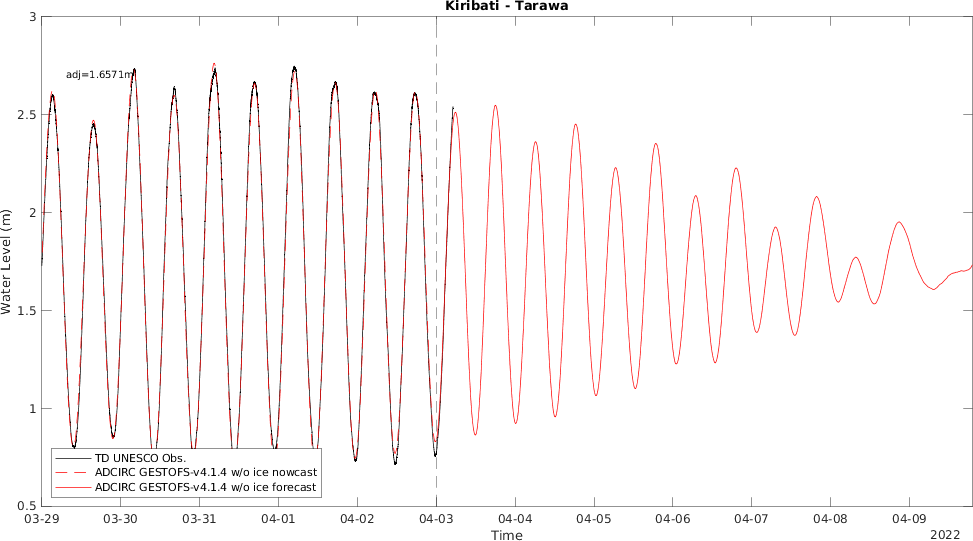 Kiribati - Tarawa
3
adj=1.6571m
2.5
2
Water Level (m)
1.5
1
TD UNESCO Obs.
ADCIRC GESTOFS-v4.1.4 w/o ice nowcast
ADCIRC GESTOFS-v4.1.4 w/o ice forecast
0.5
03-29 03-30 03-31 04-01 04-02 04-03 04-04 04-05 04-06 04-07 04-08 04-09
Time
2022